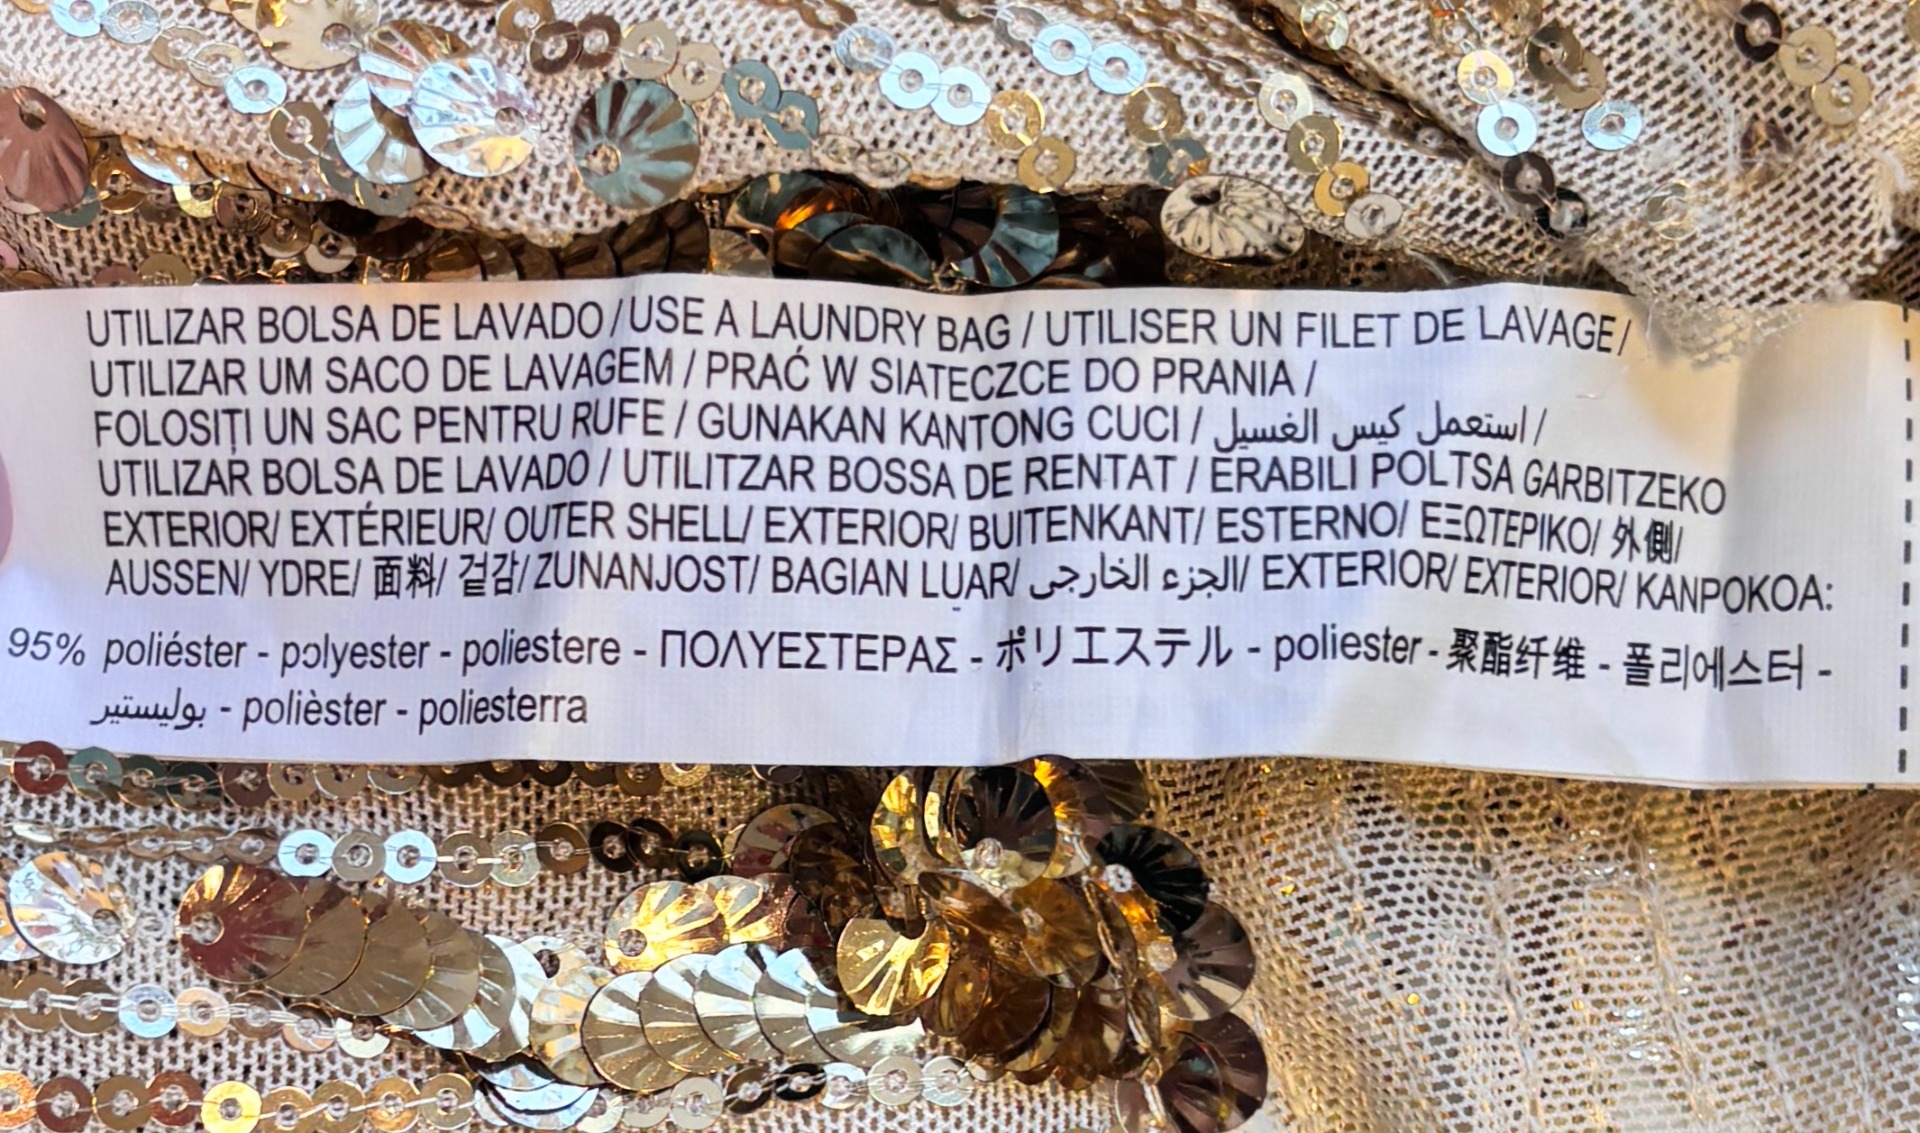 UTILIZAR BOLSA DE LAVADO / USE A LAUNDRY BAG / UTILISER UN FILET DE LAVAGE /
UTILIZAR UM SACO DE LAVAGEM / PRAĆ W SIATECZCE DO PRANIA /
FOLOSIȚI UN SAC PENTRU RUFE / GUNAKAN KANTONG CUCI / استعمل كيس الغسيل /
UTILIZAR BOLSA DE LAVADO / UTILITZAR BOSSA DE RENTAT / ERABILI POLTSA GARBITZEKO
EXTERIOR/ EXTÉRIEUR/ OUTER SHELL/ EXTERIOR/ BUITENKANT/ ESTERNO/ ΕΞΩΤΕΡΙΚΟ/ 外側/
AUSSEN/ YDRE/ 面料/ 겉감/ ZUNANJOST/ BAGIAN LUAR/ الجزء الخارجي/ EXTERIOR/ EXTERIOR/ KANPOKOA:
95% poliéster - polyester - poliestere - ΠΟΛΥΕΣΤΕΡΑΣ - ポリエステル - poliester - 聚酯纤维 - 폴리에스터 -
بوليستير - polièster - poliesterra